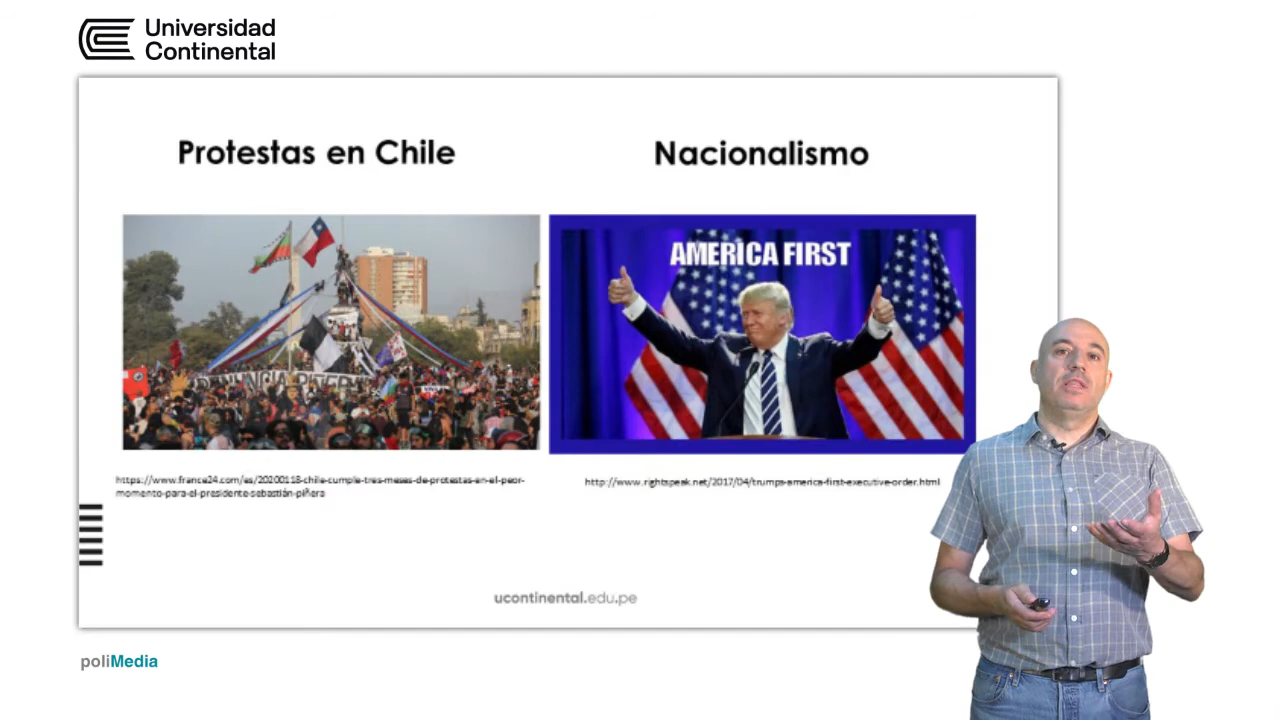 Universidad
Continental
Protestas en Chile
Nacionalismo
AMERICA FIRST
https://www.france24.com/es/20200118-chile-cumple-tres-meses-de-protestas-en-el-peor-
momento-para-el-presidente-sebastián-piñera
http://www.rightspeak.net/2017/04/trumps-america-first-executive-order.html
ucontinental.edu.pe
poliMedia